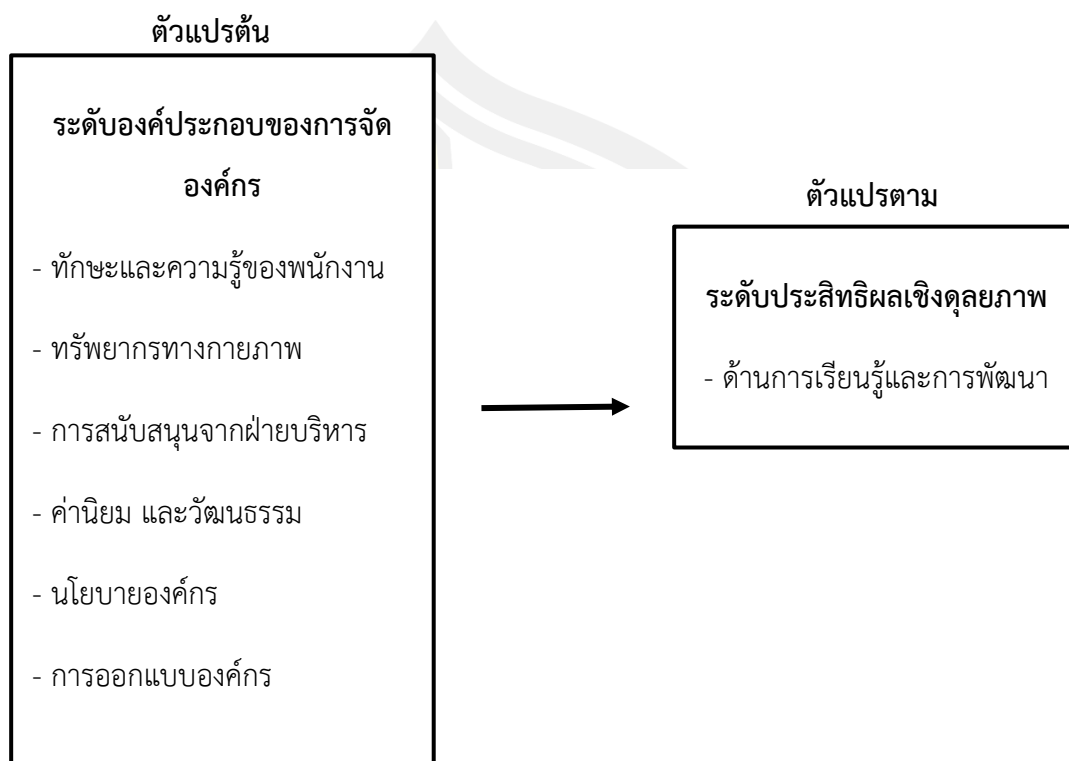 ตัวแปรต้น
ระดับองค์ประกอบของการจัด
องค์กร
- ทักษะและความรู้ของพนักงาน
- ทรัพยากรทางกายภาพ
- การสนับสนุนจากฝ่ายบริหาร
- ค่านิยม และวัฒนธรรม
- นโยบายองค์กร
- การออกแบบองค์กร
ตัวแปรตาม
ระดับประสิทธิผลเชิงดุลยภาพ
- ด้านการเรียนรู้และการพัฒนา